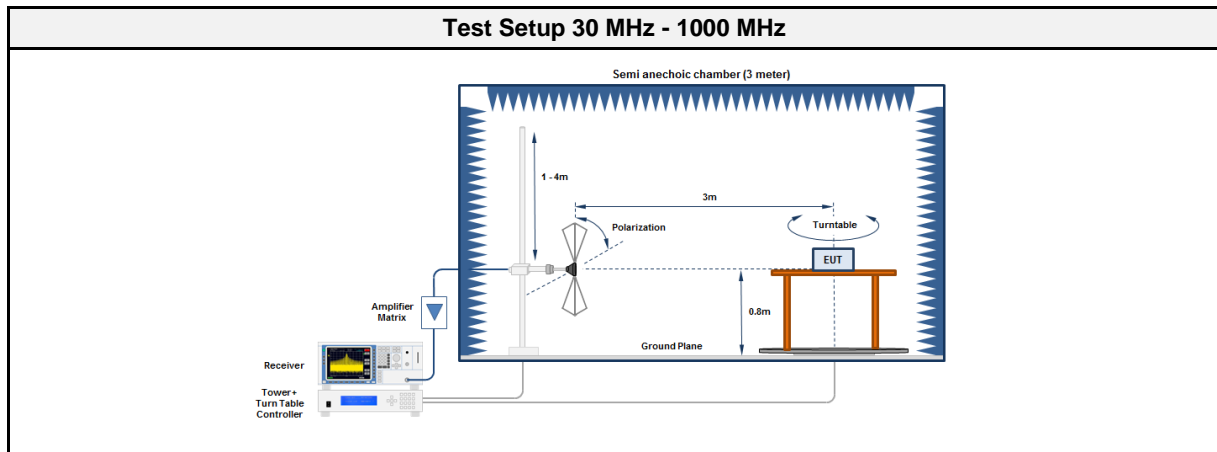 Test Setup 30 MHz - 1000 MHz
Semi anechoic chamber (3 meter)
1 - 4m
3m
Polarization
Turntable
EUT
Amplifier
Matrix
0.8m
Ground Plane
Receiver
Tower+
Turn Table
Controller